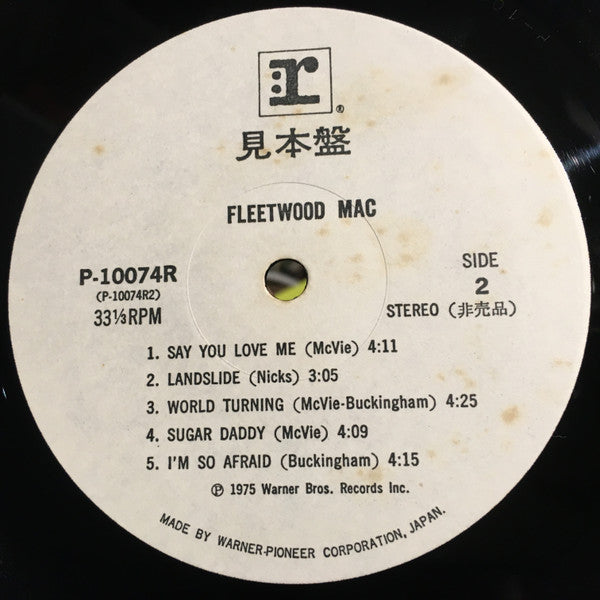 :r®
見本盤
FLEETWOOD MAC
P-10074R
(P-10074R2)
33⅓RPM
SIDE
2
STEREO (非売品)
1. SAY YOU LOVE ME (McVie) 4:11
2. LANDSLIDE (Nicks) 3:05
3. WORLD TURNING (McVie-Buckingham) 4:25
4. SUGAR DADDY (McVie) 4:09
5. I'M SO AFRAID (Buckingham) 4:15
℗ 1975 Warner Bros. Records Inc.
MADE BY WARNER-PIONEER CORPORATION, JAPAN.